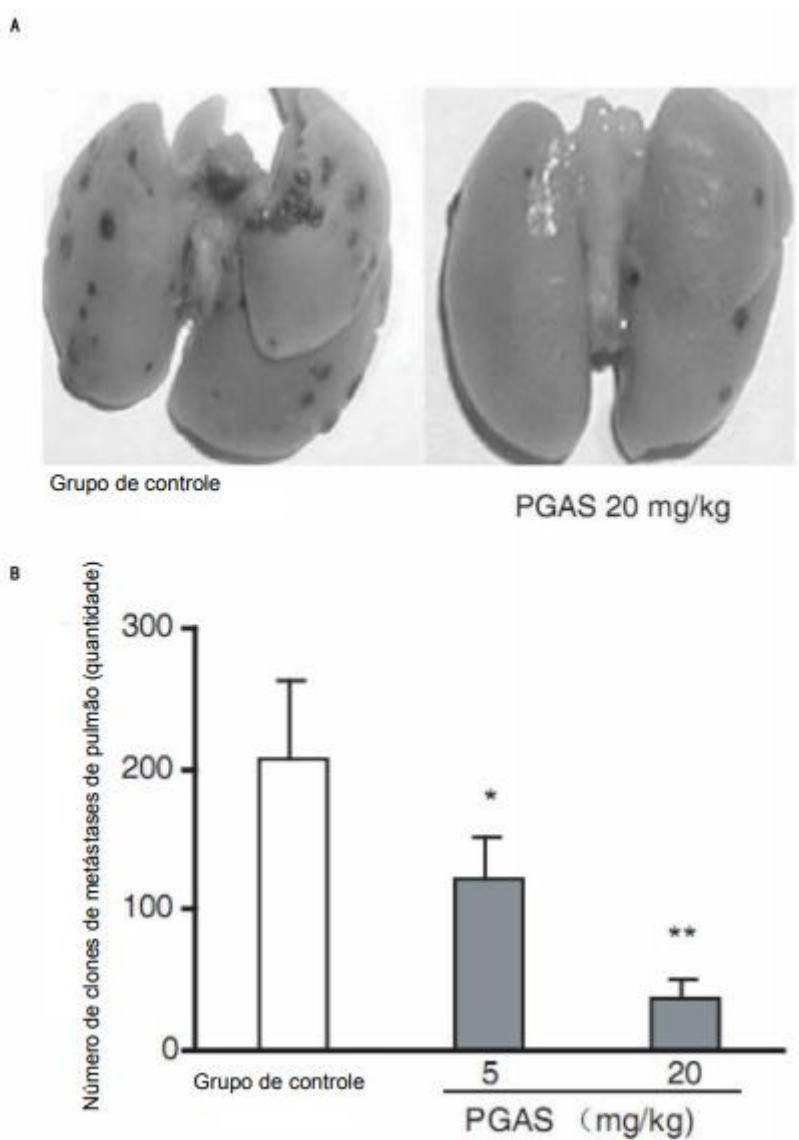 A
Grupo de controle
PGAS 20 mg/kg
B
Número de clones de metástases de pulmão (quantidade)
300
200
100
0
*
**
Grupo de controle
5
20
PGAS (mg/kg)